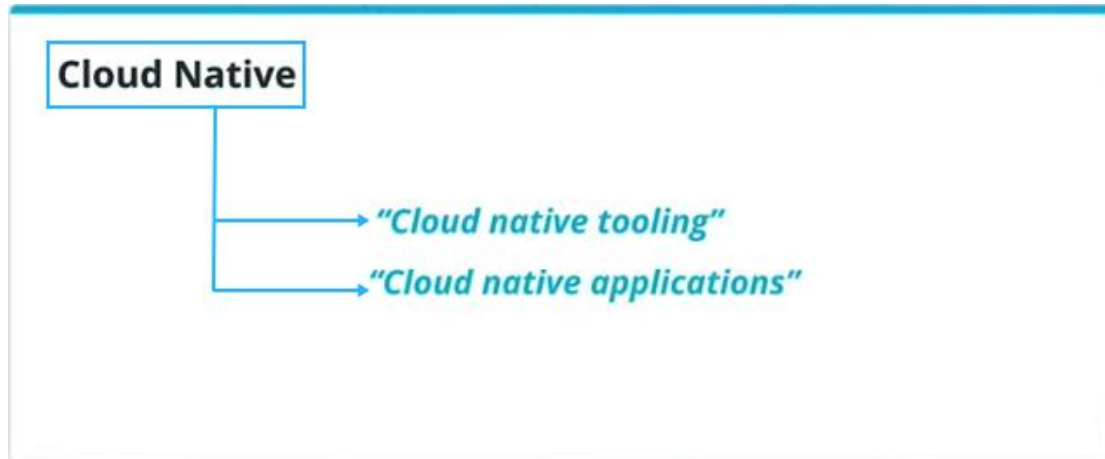 Cloud Native
“Cloud native tooling”
“Cloud native applications”